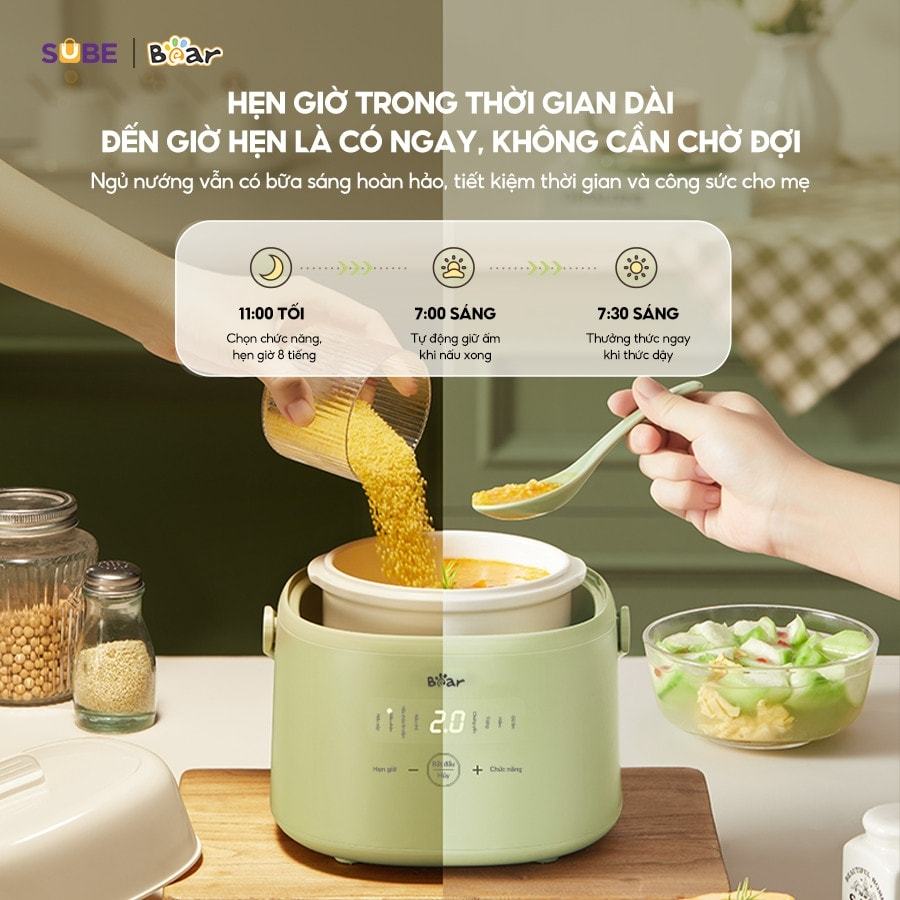 SUBE
Bear
HẸN GIỜ TRONG THỜI GIAN DÀI
ĐẾN GIỜ HẸN LÀ CÓ NGAY, KHÔNG CẦN CHỜ ĐỢI
Ngủ nướng vẫn có bữa sáng hoàn hảo, tiết kiệm thời gian và công sức cho mẹ
11:00 TỐI
7:00 SÁNG
7:30 SÁNG
Chọn chức năng,
hẹn giờ 8 tiếng
Tự động giữ ấm
khi nấu xong
Thưởng thức ngay
khi thức dậy
Bear
2.0
Hẹn giờ
−
Bắt đầu
Hủy
+
Chức năng